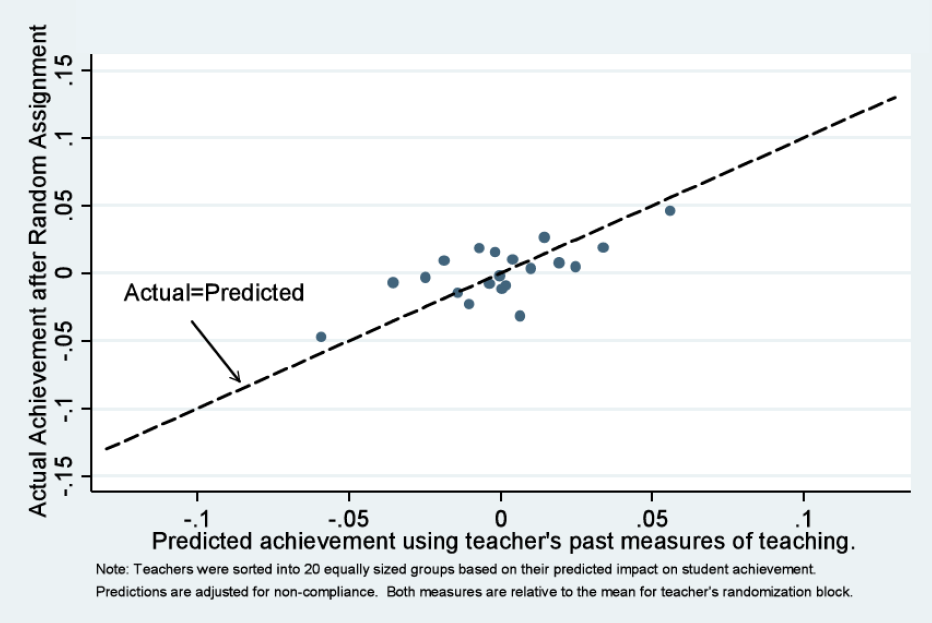 Actual Achievement after Random Assignment
.15
.1
.05
0
-.05
-.1
-.15
Actual=Predicted
-.1 -.05 0 .05 .1
Predicted achievement using teacher's past measures of teaching.
Note: Teachers were sorted into 20 equally sized groups based on their predicted impact on student achievement.
Predictions are adjusted for non-compliance. Both measures are relative to the mean for teacher's randomization block.